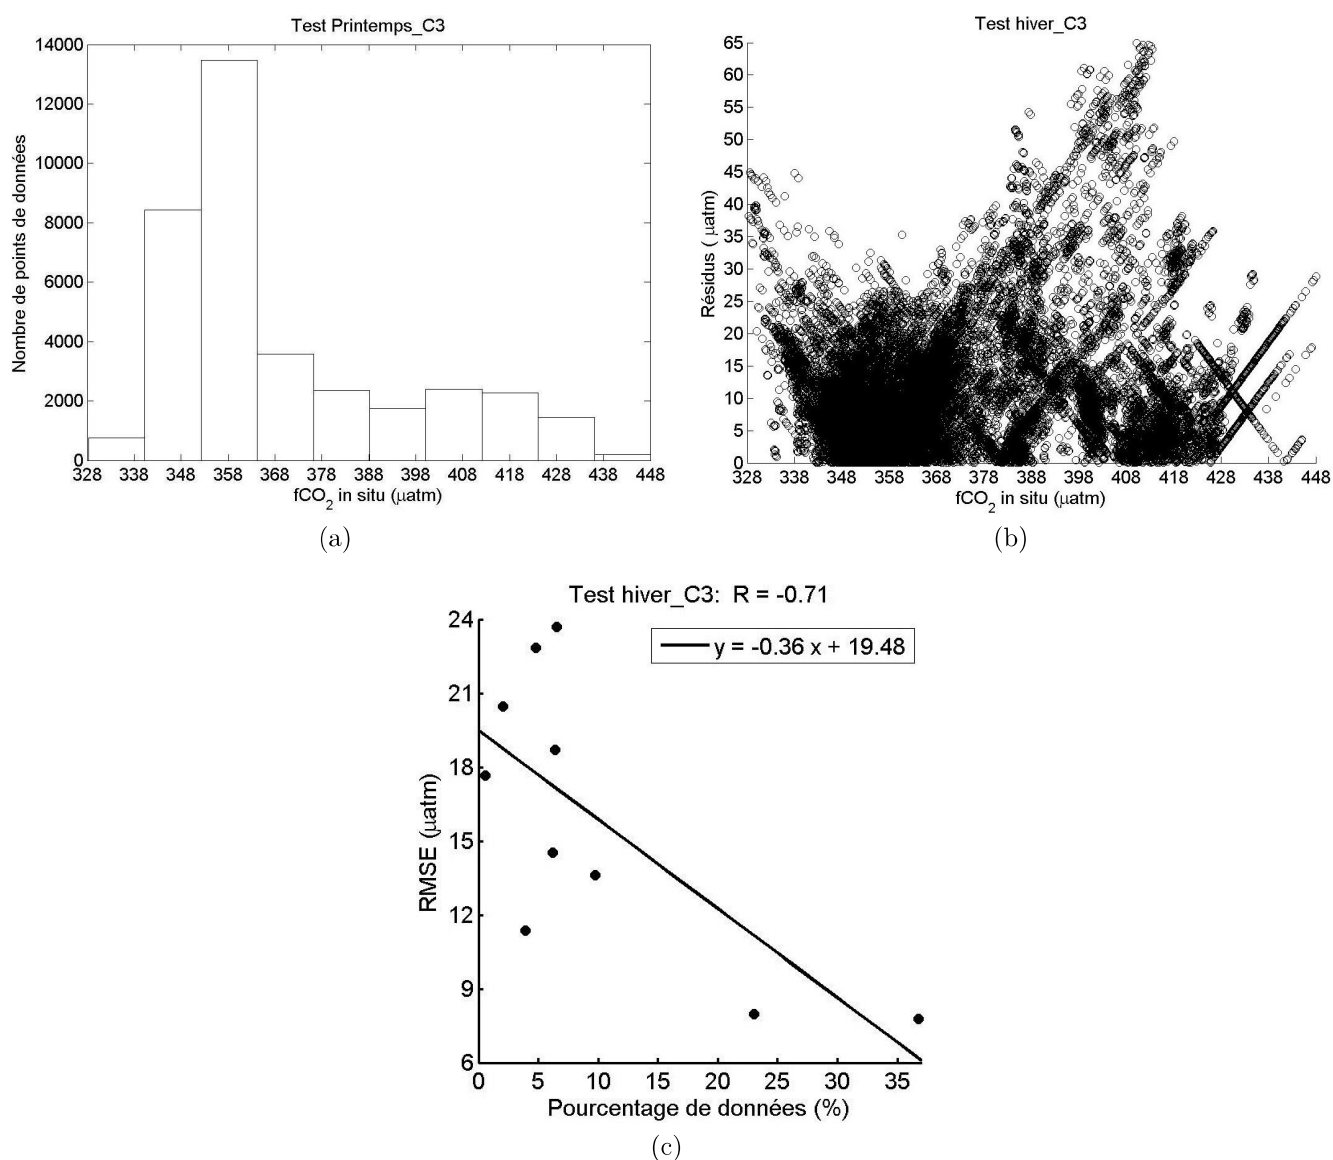 Test Printemps_C3
14000
12000
10000
8000
6000
4000
2000
0
Nombre de points de données
328 338 348 358 368 378 388 398 408 418 428 438 448
fCO2 in situ (μatm)
(a)
Test hiver_C3
65
60
55
50
45
40
35
30
25
20
15
10
5
0
Résidus ( μatm)
328 338 348 358 368 378 388 398 408 418 428 438 448
fCO2 in situ (μatm)
(b)
Test hiver_C3: R = -0.71
y = -0.36 x + 19.48
24
21
18
15
12
9
6
RMSE (μatm)
0 5 10 15 20 25 30 35
Pourcentage de données (%)
(c)